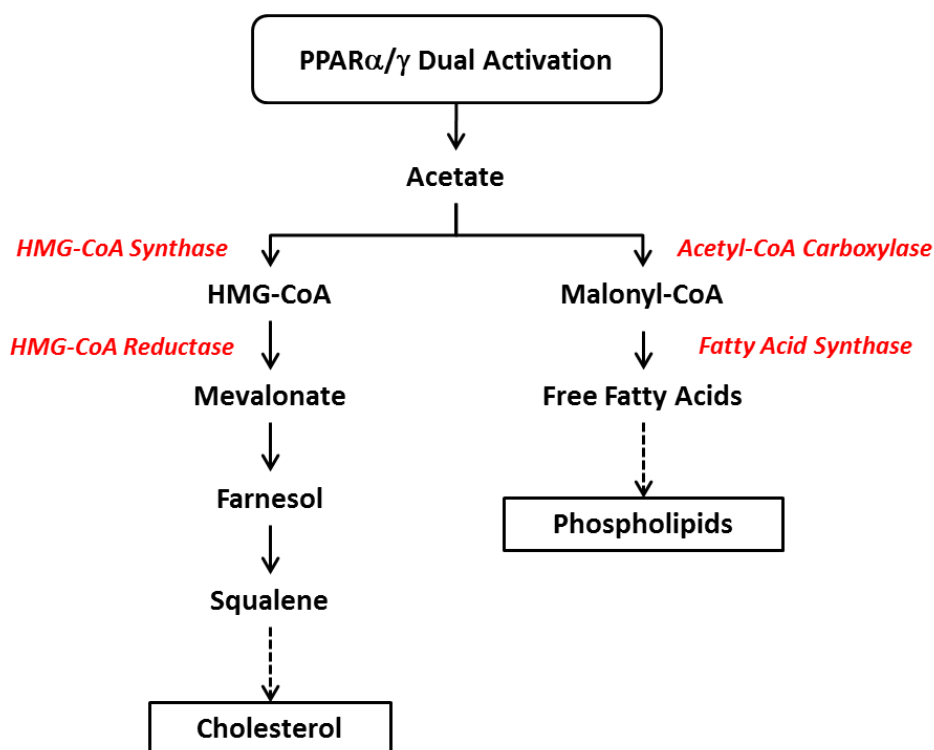 PPARα/γ Dual Activation
Acetate
HMG-CoA Synthase
Acetyl-CoA Carboxylase
HMG-CoA
Malonyl-CoA
HMG-CoA Reductase
Fatty Acid Synthase
Mevalonate
Free Fatty Acids
Farnesol
Phospholipids
Squalene
Cholesterol